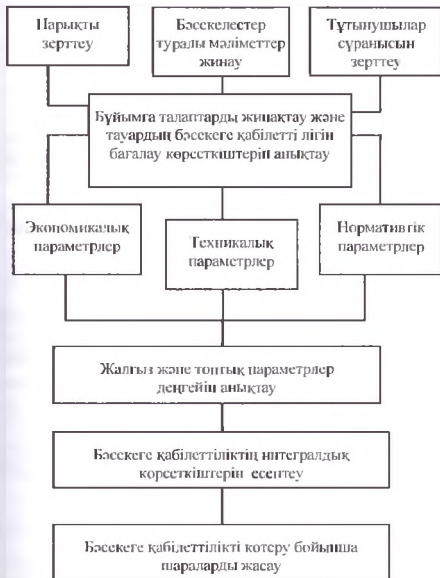 Нарықты
зерттеу
Бәсекелестер
туралы мәліметтер
жинау
Тұтынушылар
сұранысын
зерттеу
Бұйымға талаптарды жинақтау және
тауардың бәсекеге қабілетті лігін
бағалау көрсеткіштерін анықтау
Экономикалық
параметрлер
Техникалық
параметрлер
Нормативтік
параметрлер
Жалғыз және топтық параметрлер
деңгейін анықтау
Бәсекеге қабілеттіліктің интегралдық
көрсеткіштерін есептеу
Бәсекеге қабілеттілікті көтеру бойынша
шараларды жасау